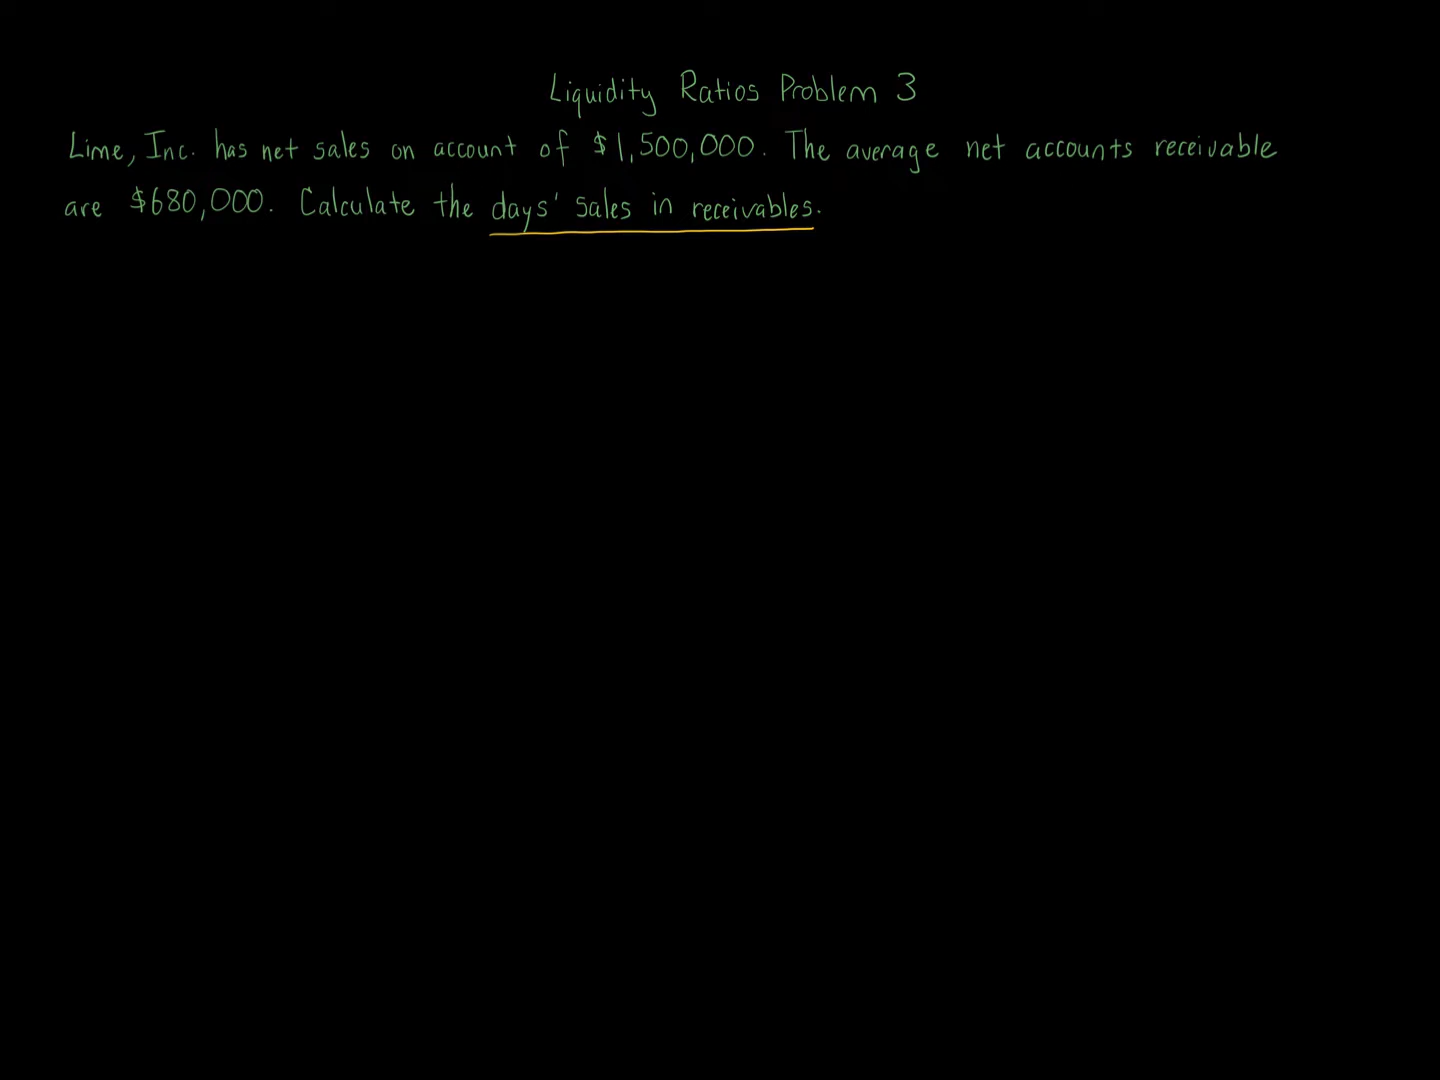 Liquidity Ratios Problem 3
Lime, Inc. has net sales on account of $1,500,000. The average net accounts receivable
are $680,000. Calculate the days' sales in receivables.